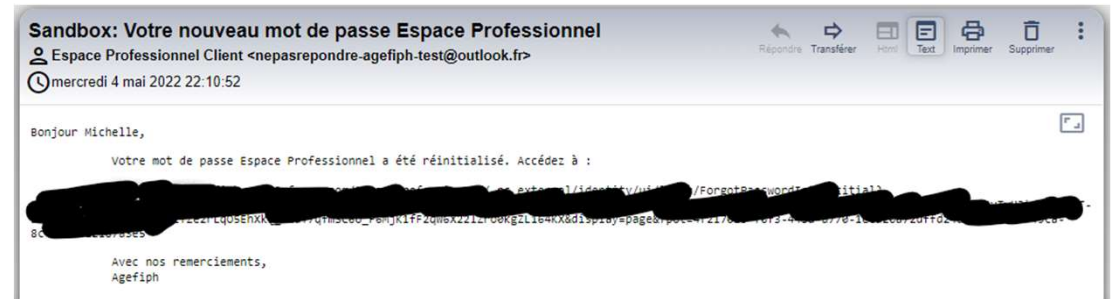 Sandbox: Votre nouveau mot de passe Espace Professionnel
Espace Professionnel Client <nepasrepondre-agefiph-test@outlook.fr>
mercredi 4 mai 2022 22:10:52
Répondre Transférer Html Text Imprimer Supprimer
Bonjour Michelle,
Votre mot de passe Espace Professionnel a été réinitialisé. Accédez à :
Avec nos remerciements,
Agefiph